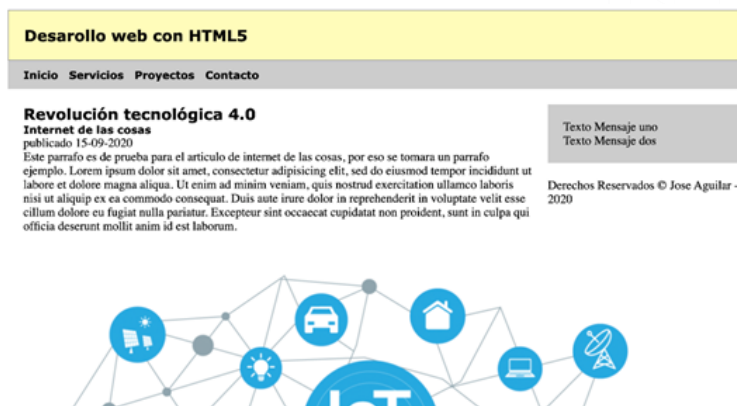 Desarollo web con HTML5
Inicio Servicios Proyectos Contacto
Revolución tecnológica 4.0
Internet de las cosas
publicado 15-09-2020
Este parrafo es de prueba para el articulo de internet de las cosas, por eso se tomara un parrafo
ejemplo. Lorem ipsum dolor sit amet, consectetur adipisicing elit, sed do eiusmod tempor incididunt ut
labore et dolore magna aliqua. Ut enim ad minim veniam, quis nostrud exercitation ullamco laboris
nisi ut aliquip ex ea commodo consequat. Duis aute irure dolor in reprehenderit in voluptate velit esse
cillum dolore eu fugiat nulla pariatur. Excepteur sint occaecat cupidatat non proident, sunt in culpa qui
officia deserunt mollit anim id est laborum.
Texto Mensaje uno
Texto Mensaje dos
Derechos Reservados © Jose Aguilar -
2020
IoT